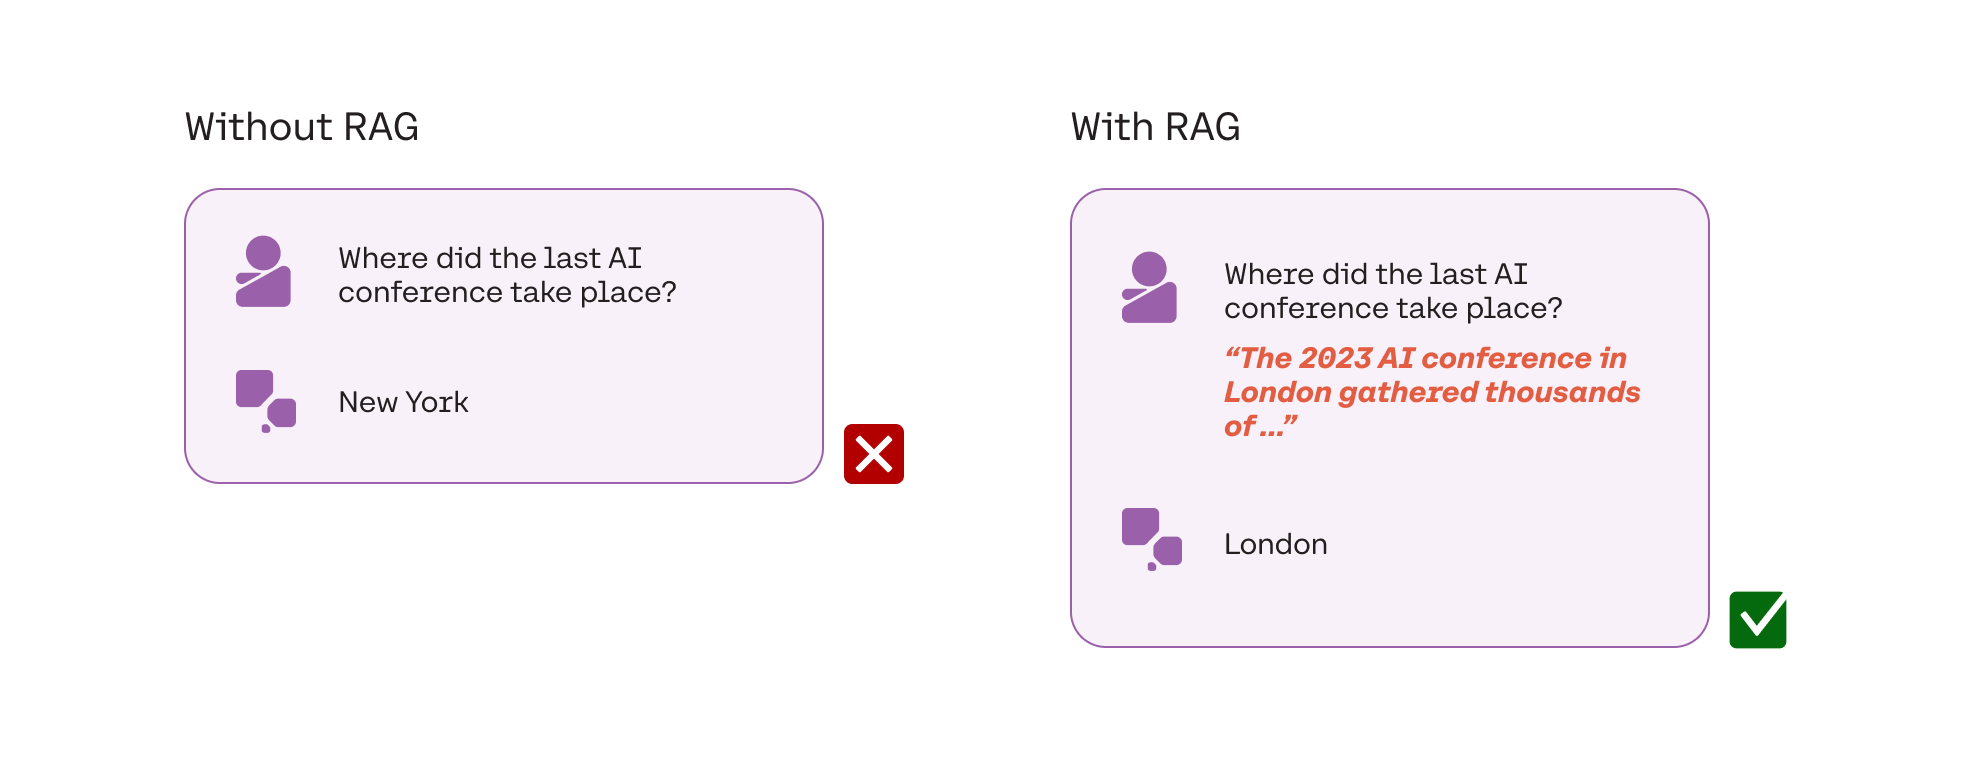 Without RAG
Where did the last AI
conference take place?
New York
With RAG
Where did the last AI
conference take place?
“The 2023 AI conference in
London gathered thousands
of ...”
London